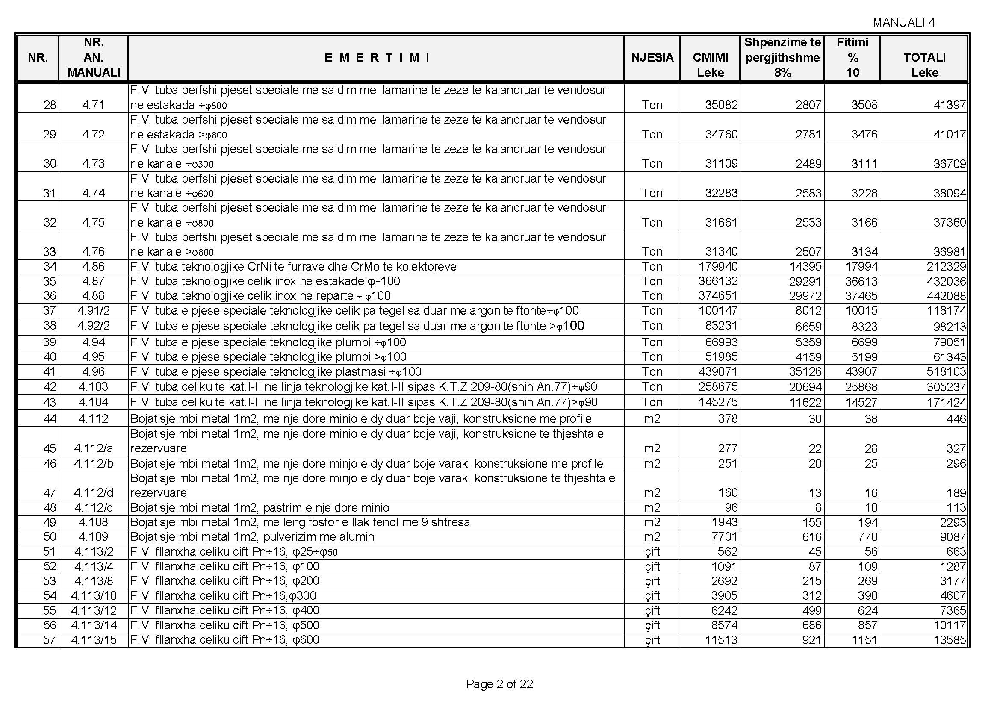 MANUALI 4
NR. NR. AN. MANUALI E M E R T I M I NJESIA CMIMI Leke Shpenzime te pergjithshme 8% Fitimi % 10 TOTALI Leke
F.V. tuba perfshi pjeset speciale me saldim me llamarine te zeze te kalandruar te vendosur
28 4.71 ne estakada ÷φ800 Ton 35082 2807 3508 41397
F.V. tuba perfshi pjeset speciale me saldim me llamarine te zeze te kalandruar te vendosur
29 4.72 ne estakada >φ800 Ton 34760 2781 3476 41017
F.V. tuba perfshi pjeset speciale me saldim me llamarine te zeze te kalandruar te vendosur
30 4.73 ne kanale ÷φ300 Ton 31109 2489 3111 36709
F.V. tuba perfshi pjeset speciale me saldim me llamarine te zeze te kalandruar te vendosur
31 4.74 ne kanale ÷φ600 Ton 32283 2583 3228 38094
F.V. tuba perfshi pjeset speciale me saldim me llamarine te zeze te kalandruar te vendosur
32 4.75 ne kanale ÷φ800 Ton 31661 2533 3166 37360
F.V. tuba perfshi pjeset speciale me saldim me llamarine te zeze te kalandruar te vendosur
33 4.76 ne kanale >φ800 Ton 31340 2507 3134 36981
34 4.86 F.V. tuba teknologjike CrNi te furrave dhe CrMo te kolektoreve Ton 179940 14395 17994 212329
35 4.87 F.V. tuba teknologjike celik inox ne estakade φ÷100 Ton 366132 29291 36613 432036
36 4.88 F.V. tuba teknologjike celik inox ne reparte ÷ φ100 Ton 374651 29972 37465 442088
37 4.91/2 F.V. tuba e pjese speciale teknologjike celik pa tegel salduar me argon te ftohte÷φ100 Ton 100147 8012 10015 118174
38 4.92/2 F.V. tuba e pjese speciale teknologjike celik pa tegel salduar me argon te ftohte >φ100 Ton 83231 6659 8323 98213
39 4.94 F.V. tuba e pjese speciale teknologjike plumbi ÷φ100 Ton 66993 5359 6699 79051
40 4.95 F.V. tuba e pjese speciale teknologjike plumbi >φ100 Ton 51985 4159 5199 61343
41 4.96 F.V. tuba e pjese speciale teknologjike plastmasi ÷φ100 Ton 439071 35126 43907 518103
42 4.103 F.V. tuba celiku te kat.I-II ne linja teknologjike kat.I-II sipas K.T.Z 209-80(shih An.77)÷φ90 Ton 258675 20694 25868 305237
43 4.104 F.V. tuba celiku te kat.I-II ne linja teknologjike kat.I-II sipas K.T.Z 209-80(shih An.77)>φ90 Ton 145275 11622 14527 171424
44 4.112 Bojatisje mbi metal 1m2, me nje dore minio e dy duar boje vaji, konstruksione me profile m2 378 30 38 446
Bojatisje mbi metal 1m2, me nje dore minio e dy duar boje vaji, konstruksione te thjeshta e
45 4.112/a rezervuare m2 277 22 28 327
46 4.112/b Bojatisje mbi metal 1m2, me nje dore minjo e dy duar boje varak, konstruksione me profile m2 251 20 25 296
Bojatisje mbi metal 1m2, me nje dore minjo e dy duar boje varak, konstruksione te thjeshta e
47 4.112/d rezervuare m2 160 13 16 189
48 4.112/c Bojatisje mbi metal 1m2, pastrim e nje dore minio m2 96 8 10 113
49 4.108 Bojatisje mbi metal 1m2, me leng fosfor e llak fenol me 9 shtresa m2 1943 155 194 2293
50 4.109 Bojatisje mbi metal 1m2, pulverizim me alumin m2 7701 616 770 9087
51 4.113/2 F.V. fllanxha celiku cift Pn÷16, φ25÷φ50 çift 562 45 56 663
52 4.113/4 F.V. fllanxha celiku cift Pn÷16, φ100 çift 1091 87 109 1287
53 4.113/8 F.V. fllanxha celiku cift Pn÷16, φ200 çift 2692 215 269 3177
54 4.113/10 F.V. fllanxha celiku cift Pn÷16,φ300 çift 3905 312 390 4607
55 4.113/12 F.V. fllanxha celiku cift Pn÷16, φ400 çift 6242 499 624 7365
56 4.113/14 F.V. fllanxha celiku cift Pn÷16, φ500 çift 8574 686 857 10117
57 4.113/15 F.V. fllanxha celiku cift Pn÷16, φ600 çift 11513 921 1151 13585
Page 2 of 22